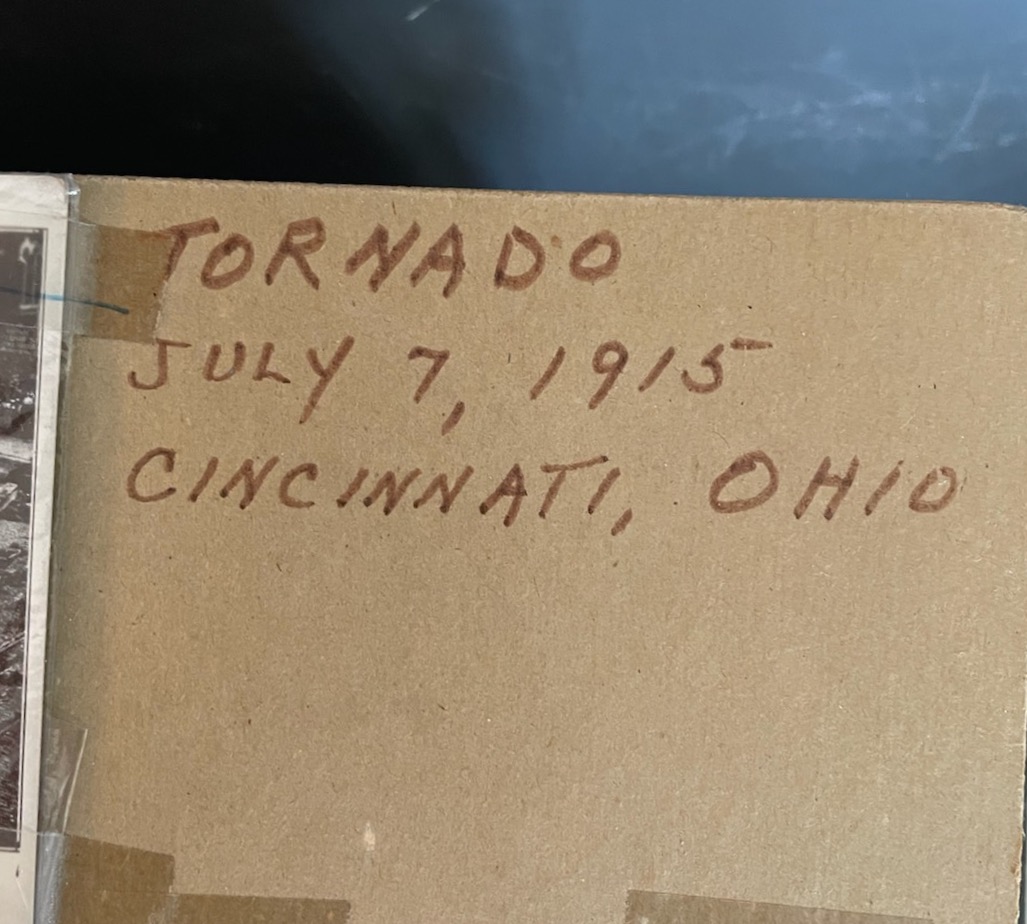 TORNADO
JULY 7, 1915
CINCINNATI, OHIO